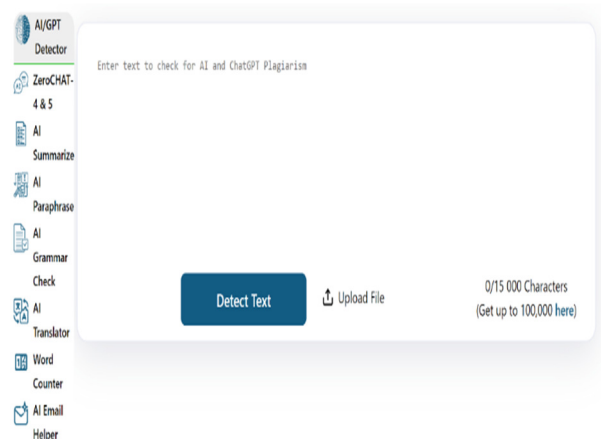 AI/GPT
Detector
ZeroCHAT-
4 & 5
AI
Summarize
AI
Paraphrase
AI
Grammar
Check
AI
Translator
Word
Counter
AI Email
Helper
Enter text to check for AI and ChatGPT Plagiarism
Detect Text
Upload File
0/15 000 Characters
(Get up to 100,000 here)